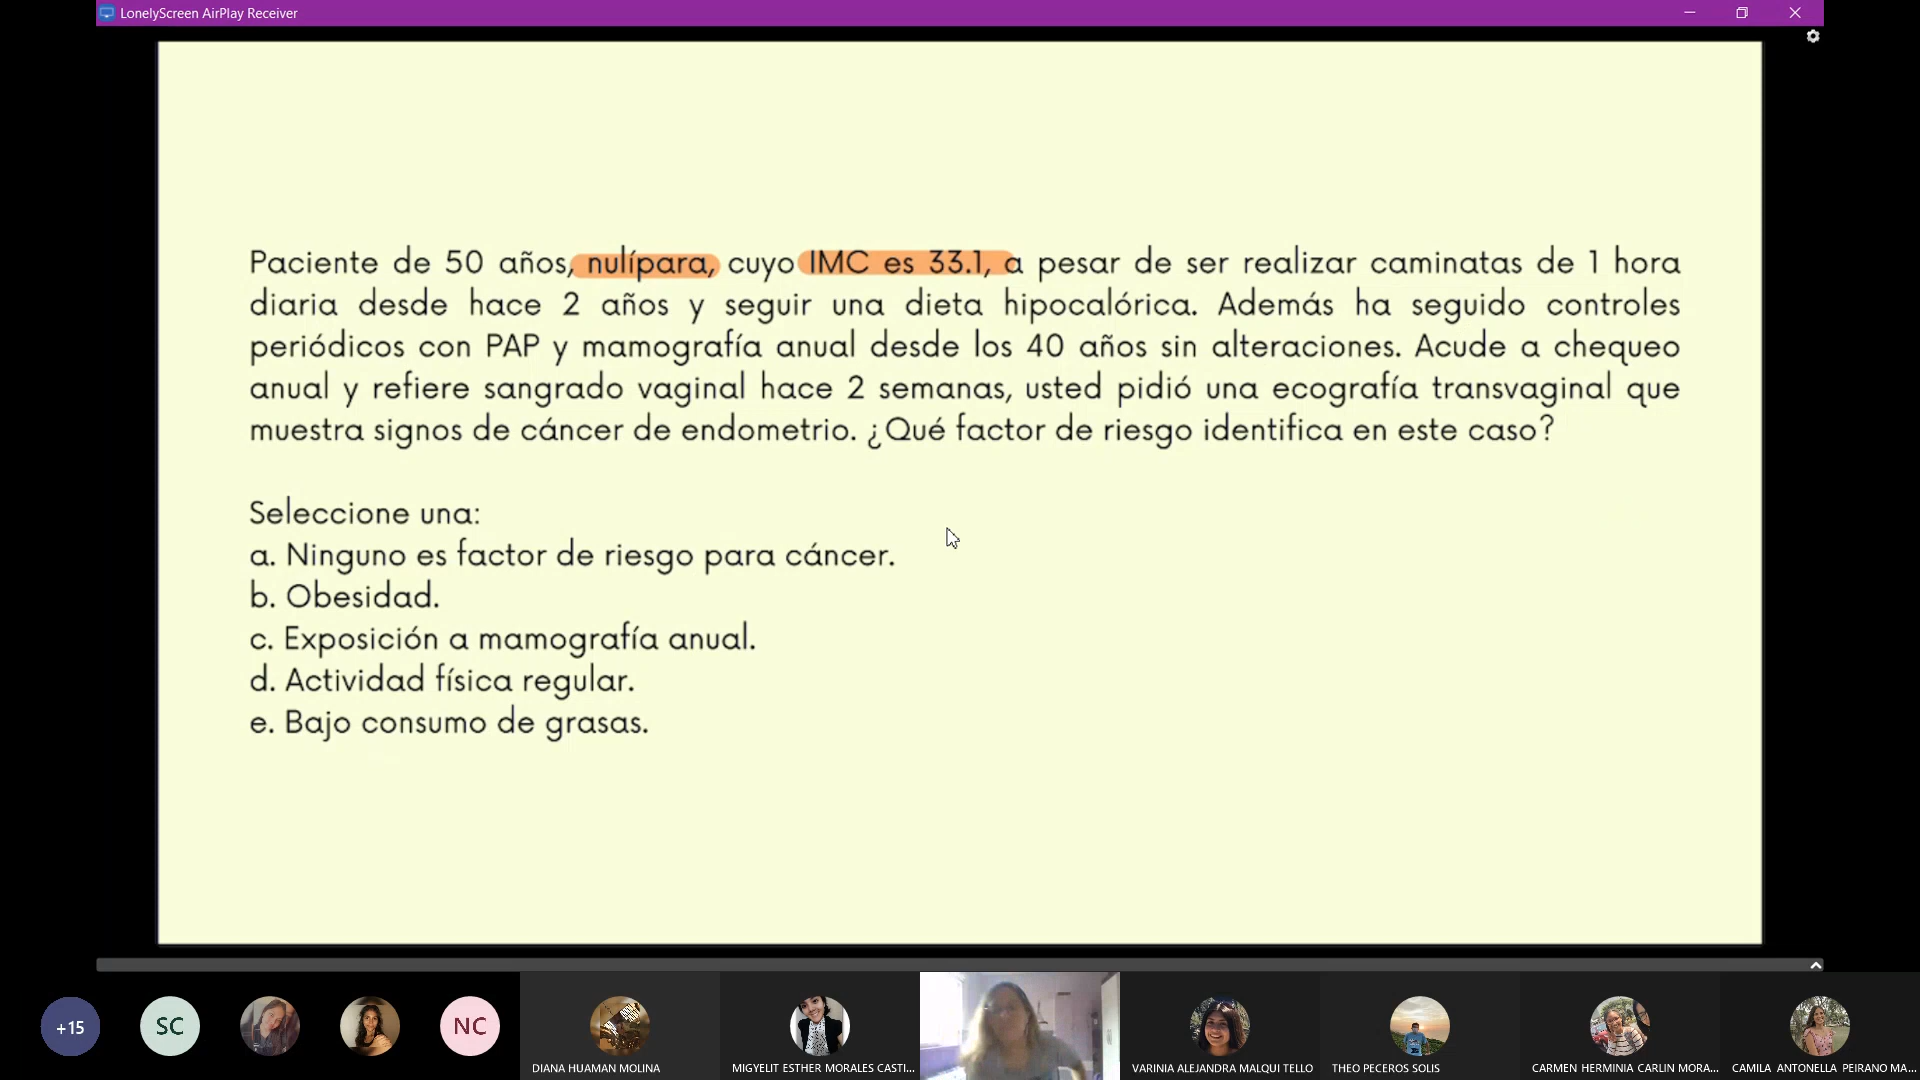 LonelyScreen AirPlay Receiver
Paciente de 50 años, nulípara, cuyo IMC es 33.1, a pesar de ser realizar caminatas de 1 hora
diaria desde hace 2 años y seguir una dieta hipocalórica. Además ha seguido controles
periódicos con PAP y mamografía anual desde los 40 años sin alteraciones. Acude a chequeo
anual y refiere sangrado vaginal hace 2 semanas, usted pidió una ecografía transvaginal que
muestra signos de cáncer de endometrio. ¿Qué factor de riesgo identifica en este caso?
Seleccione una:
a. Ninguno es factor de riesgo para cáncer.
b. Obesidad.
c. Exposición a mamografía anual.
d. Actividad física regular.
e. Bajo consumo de grasas.
+15
SC
NC
DIANA HUAMAN MOLINA
MIGYELIT ESTHER MORALES CASTI...
VARINIA ALEJANDRA MALQUI TELLO
THEO PECEROS SOLIS
CARMEN HERMINIA CARLIN MORA...
CAMILA ANTONELLA PEIRANO MA...